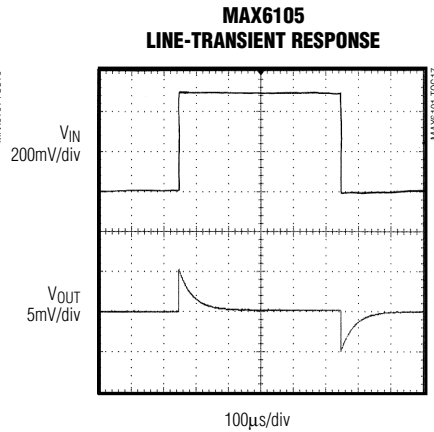 MAX6105
LINE-TRANSIENT RESPONSE
VIN
200mV/div
VOUT
5mV/div
100µs/div